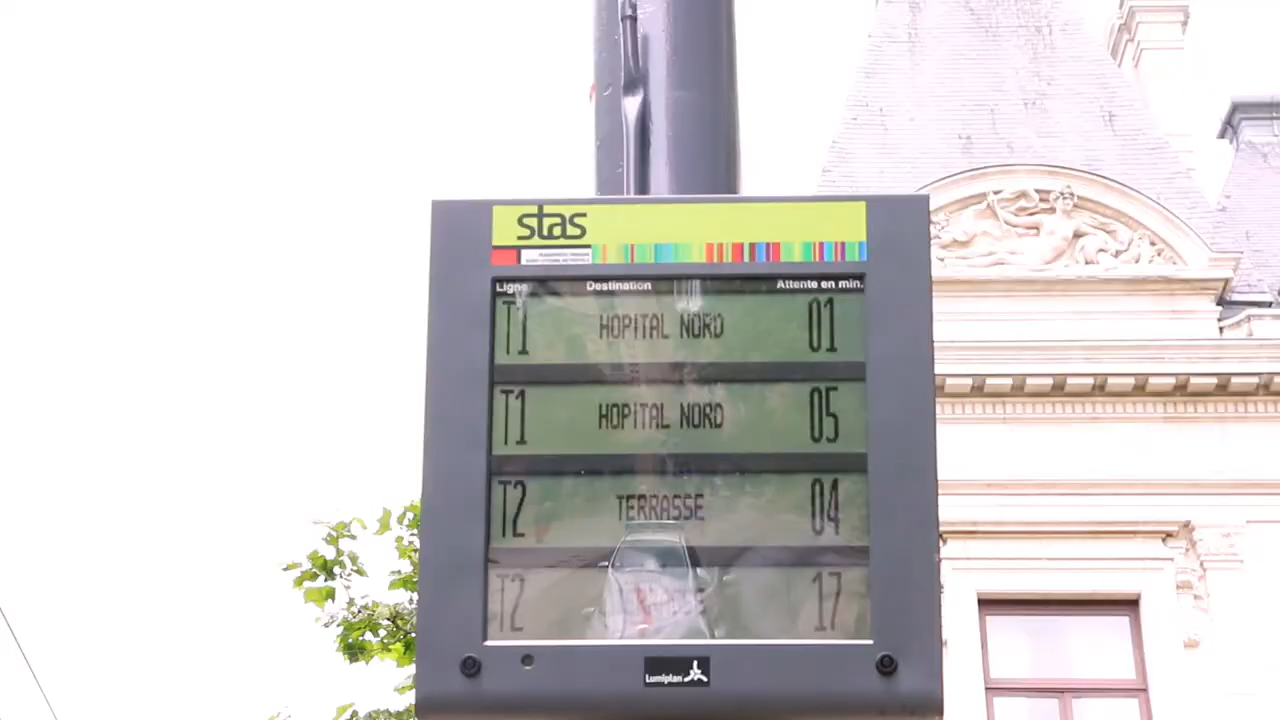 stas
Ligne Destination Attente en min.
T1 HOPITAL NORD 01
T1 HOPITAL NORD 05
T2 TERRASSE 04
T2 17
Lumiplan